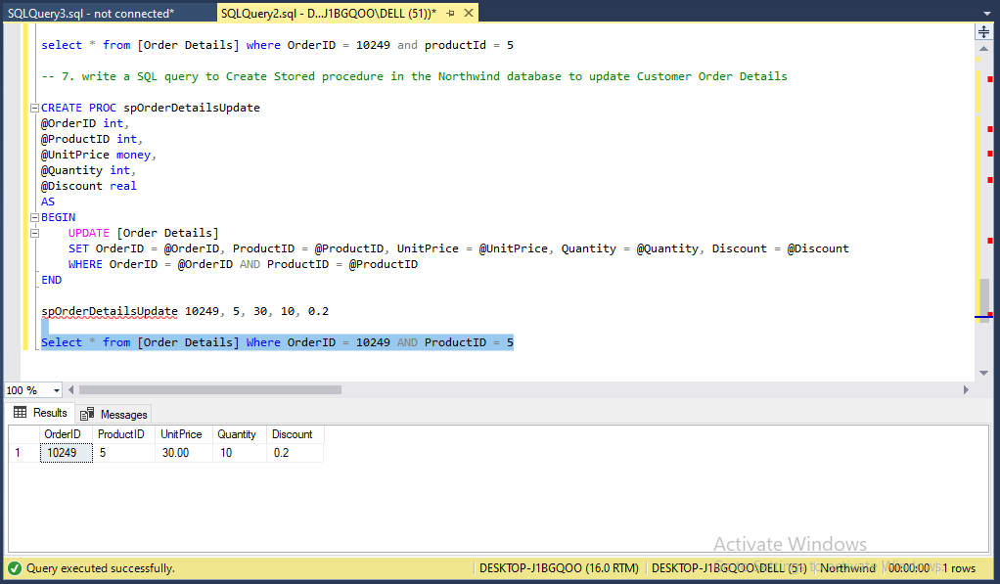 SQLQuery3.sql - not connected*
SQLQuery2.sql - D...J1BGQOO\DELL (51))*
select * from [Order Details] where OrderID = 10249 and productId = 5
-- 7. write a SQL query to Create Stored procedure in the Northwind database to update Customer Order Details
CREATE PROC spOrderDetailsUpdate
@OrderID int,
@ProductID int,
@UnitPrice money,
@Quantity int,
@Discount real
AS
BEGIN
UPDATE [Order Details]
SET OrderID = @OrderID, ProductID = @ProductID, UnitPrice = @UnitPrice, Quantity = @Quantity, Discount = @Discount
WHERE OrderID = @OrderID AND ProductID = @ProductID
END
spOrderDetailsUpdate 10249, 5, 30, 10, 0.2
Select * from [Order Details] Where OrderID = 10249 AND ProductID = 5
100 %
Results Messages
OrderID ProductID UnitPrice Quantity Discount
1 10249 5 30.00 10 0.2
Activate Windows
Query executed successfully. DESKTOP-J1BGQOO (16.0 RTM) DESKTOP-J1BGQOO\DELL (51) Northwind 00:00:00 1 rows